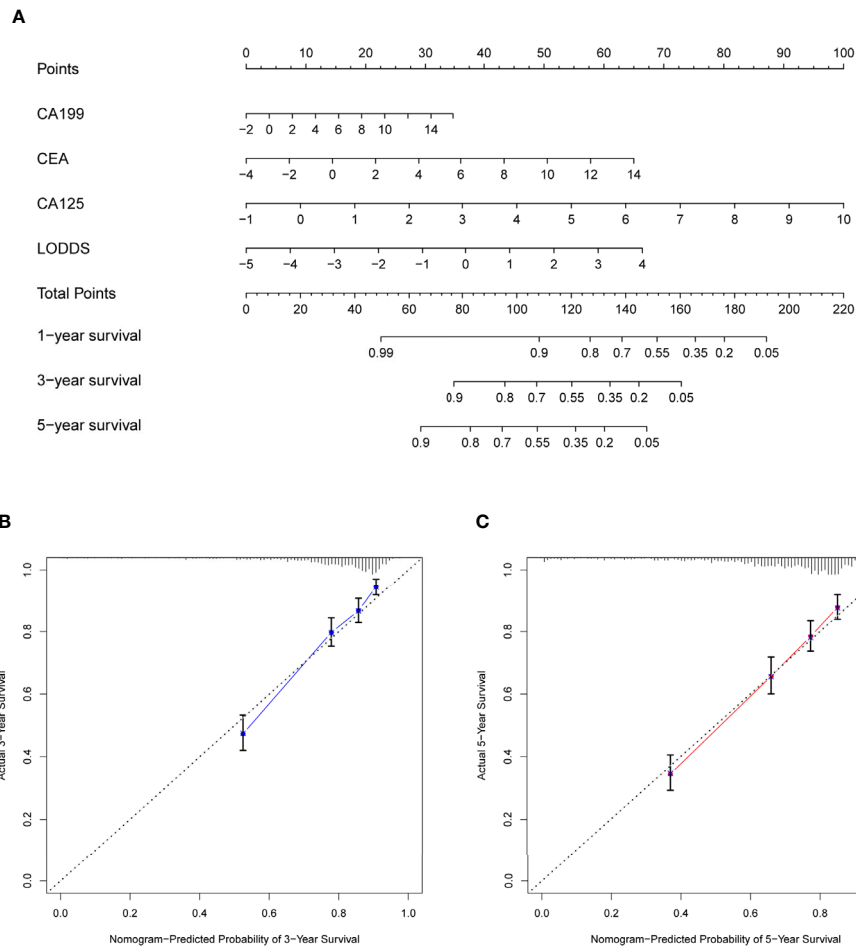 A
0 10 20 30 40 50 60 70 80 90 100
Points
CA199
−2 0 2 4 6 8 10 14
CEA
−4 −2 0 2 4 6 8 10 12 14
CA125
−1 0 1 2 3 4 5 6 7 8 9 10
LODDS
−5 −4 −3 −2 −1 0 1 2 3 4
Total Points
0 20 40 60 80 100 120 140 160 180 200 220
1−year survival
0.99 0.9 0.8 0.7 0.55 0.35 0.2 0.05
3−year survival
0.9 0.8 0.7 0.55 0.35 0.2 0.05
5−year survival
0.9 0.8 0.7 0.55 0.35 0.2 0.05
B
Actual 3−Year Survival
1.0
0.8
0.6
0.4
0.2
0.0
0.0 0.2 0.4 0.6 0.8 1.0
Nomogram−Predicted Probability of 3−Year Survival
C
Actual 5−Year Survival
1.0
0.8
0.6
0.4
0.2
0.0
0.0 0.2 0.4 0.6 0.8
Nomogram−Predicted Probability of 5−Year Survival